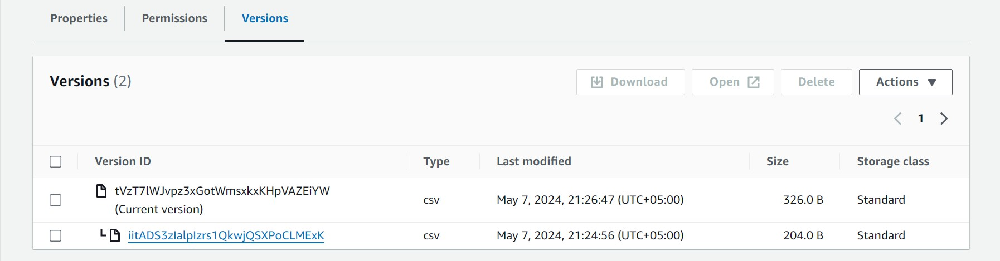 Properties Permissions Versions
Versions (2) Download Open Delete Actions
1
Version ID Type Last modified Size Storage class
tVzT7lWJvpz3xGotWmsxkxKHpVAZEiYW
(Current version) csv May 7, 2024, 21:26:47 (UTC+05:00) 326.0 B Standard
iitADS3zIalpIzrs1QkwjQSXPoCLMExK csv May 7, 2024, 21:24:56 (UTC+05:00) 204.0 B Standard